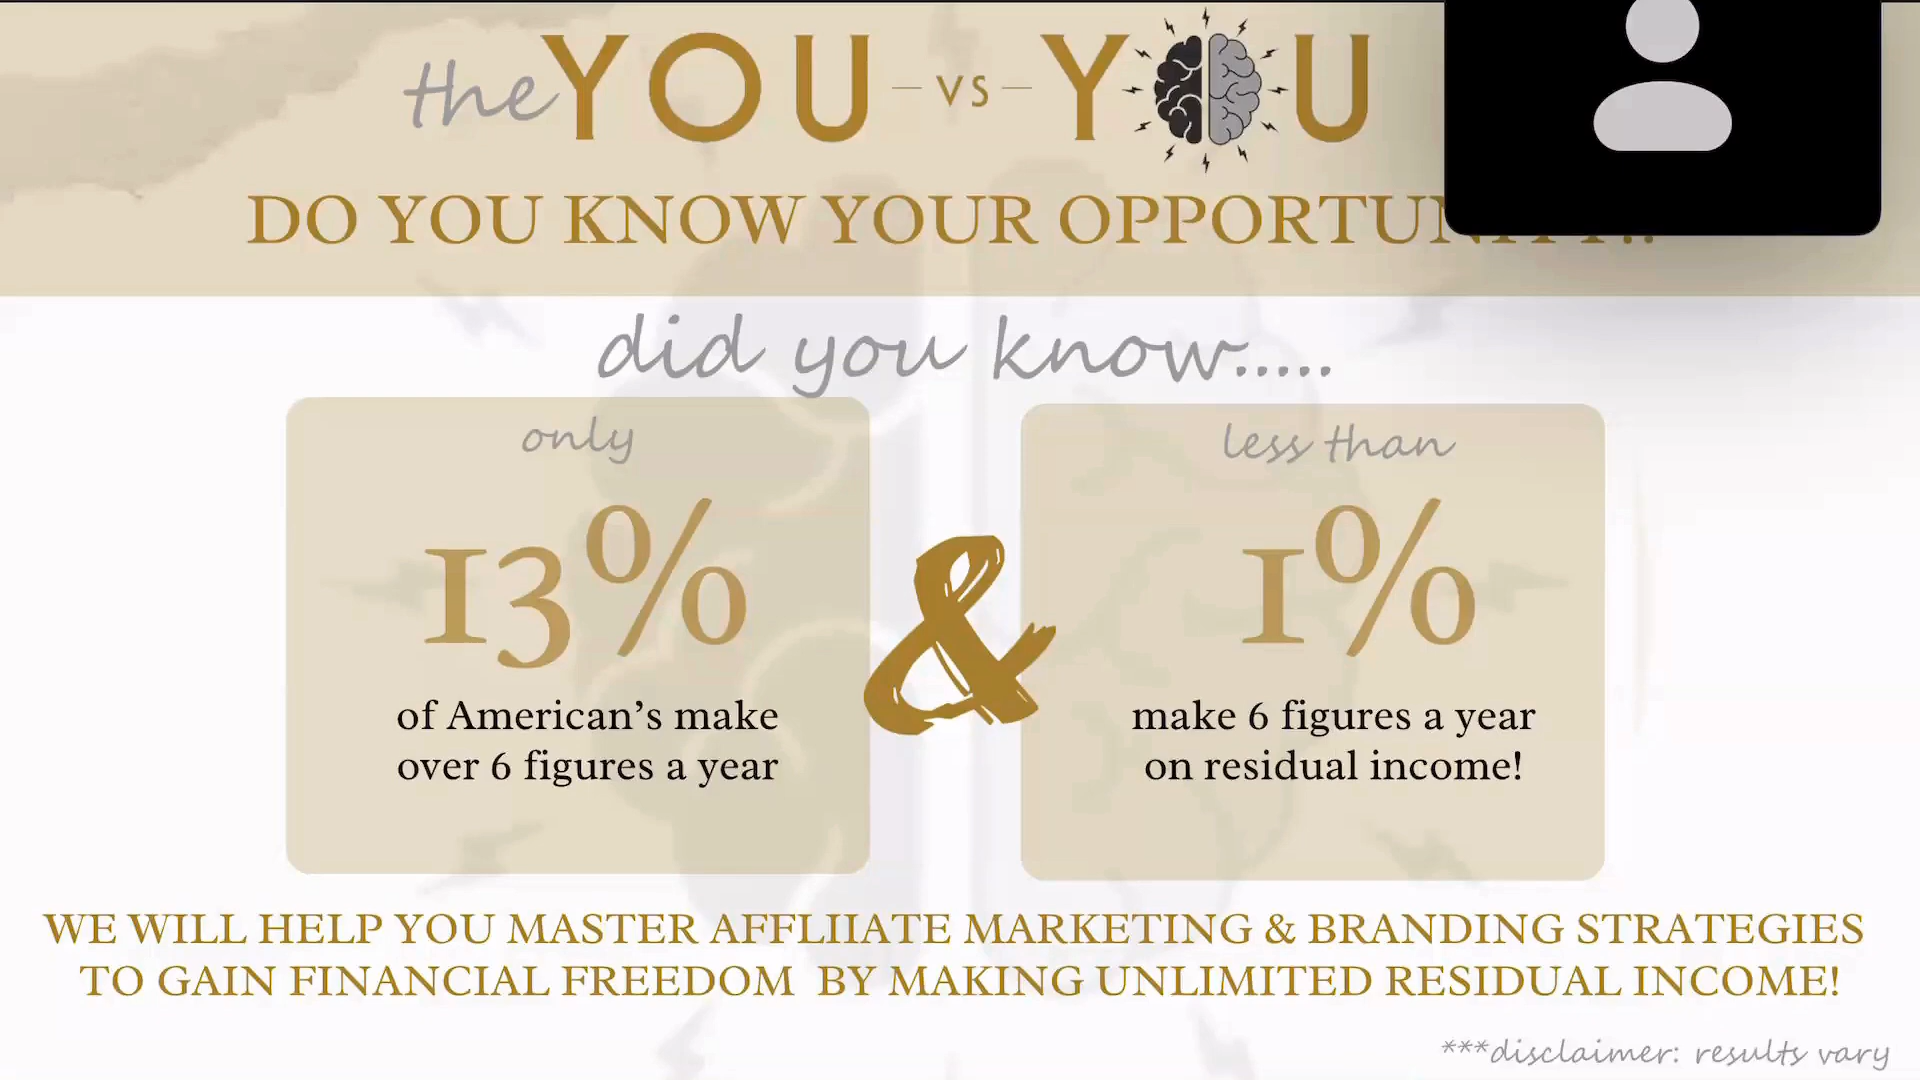 the YOU - VS - YOU
DO YOU KNOW YOUR
did you know.....
only
13%
of American's make
over 6 figures a year
&
less than
1%
make 6 figures a year
on residual income!
WE WILL HELP YOU MASTER AFFLIIATE MARKETING & BRANDING STRATEGIES
TO GAIN FINANCIAL FREEDOM BY MAKING UNLIMITED RESIDUAL INCOME!
***disclaimer: results vary